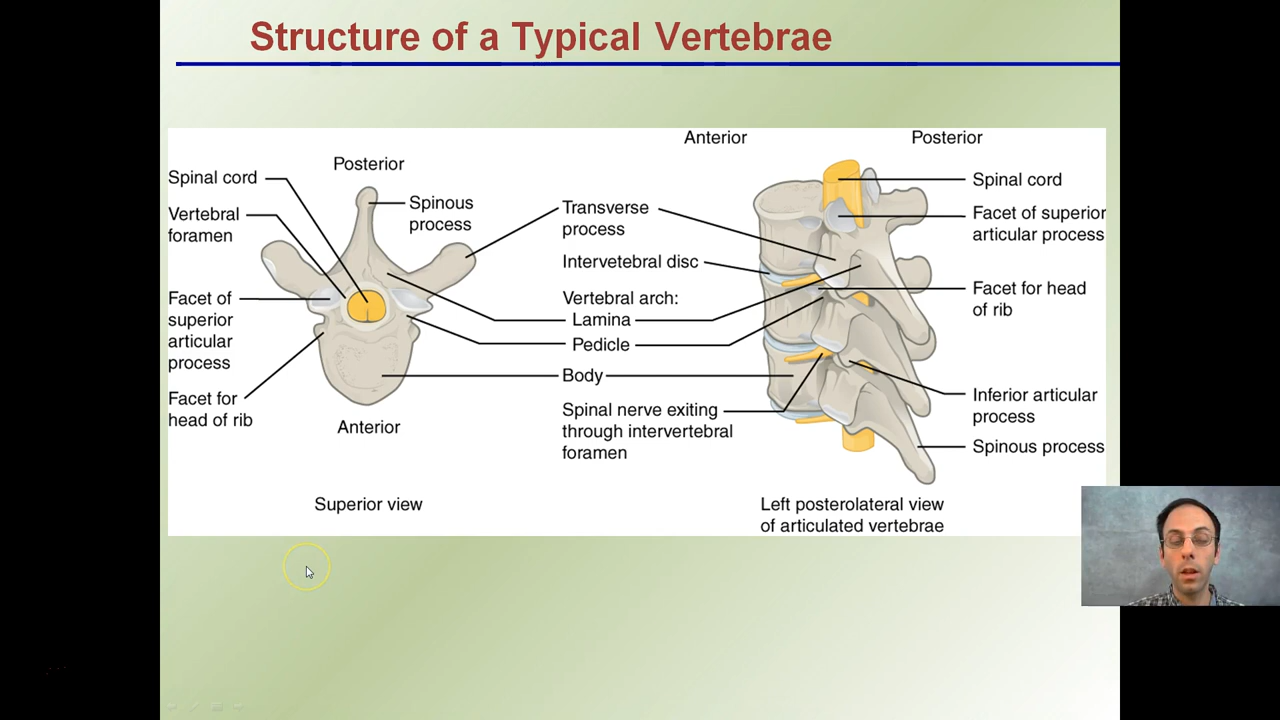 Structure of a Typical Vertebrae
Anterior
Posterior
Posterior
Spinal cord
Vertebral
foramen
Facet of
superior
articular
process
Facet for
head of rib
Spinous
process
Anterior
Superior view
Transverse
process
Intervetebral disc
Vertebral arch:
Lamina
Pedicle
Body
Spinal nerve exiting
through intervertebral
foramen
Spinal cord
Facet of superior
articular process
Facet for head
of rib
Inferior articular
process
Spinous process
Left posterolateral view
of articulated vertebrae